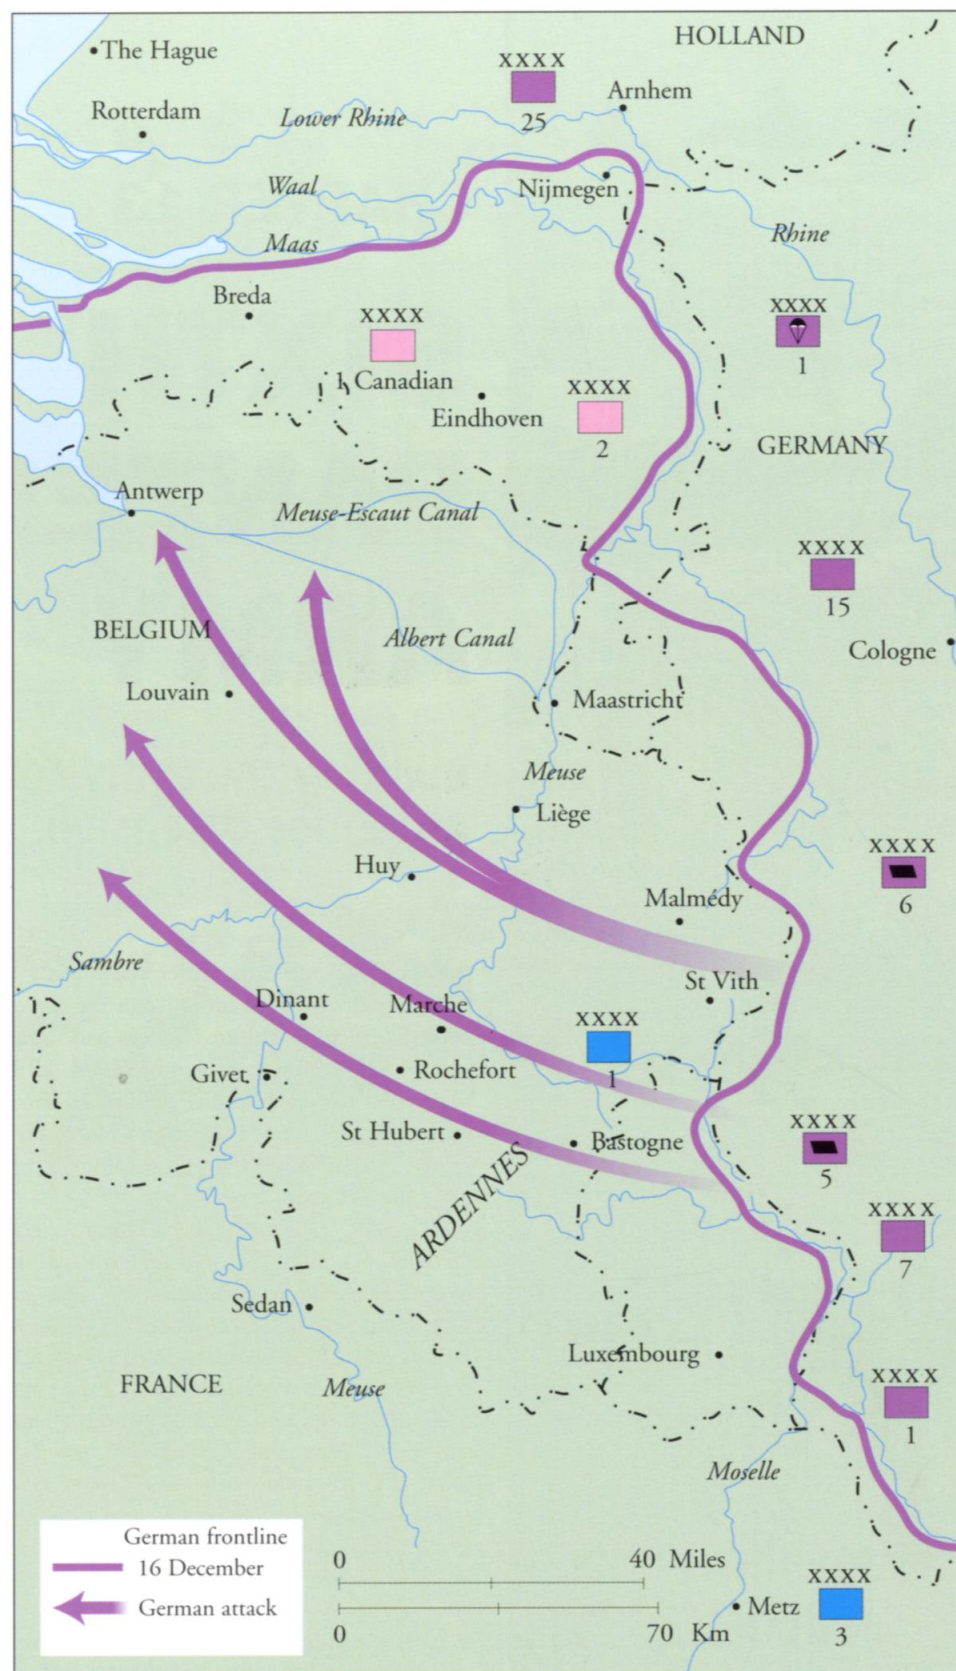 HOLLAND
The Hague
XXXX
25
Arnhem
Rotterdam
Lower Rhine
Waal
Nijmegen
Maas
Rhine
Breda
XXXX
1 Canadian
XXXX
1
XXXX
2
Eindhoven
GERMANY
Antwerp
Meuse-Escaut Canal
XXXX
15
BELGIUM
Albert Canal
Cologne
Louvain
Maastricht
Meuse
Liège
Huy
XXXX
6
Malmédy
Sambre
St Vith
Dinant
Marche
XXXX
1
Givet
Rochefort
St Hubert
Bastogne
XXXX
5
ARDENNES
XXXX
7
Sedan
Luxembourg
FRANCE
Meuse
XXXX
1
Moselle
German frontline
16 December
German attack
0 40 Miles
0 70 Km
Metz
XXXX
3